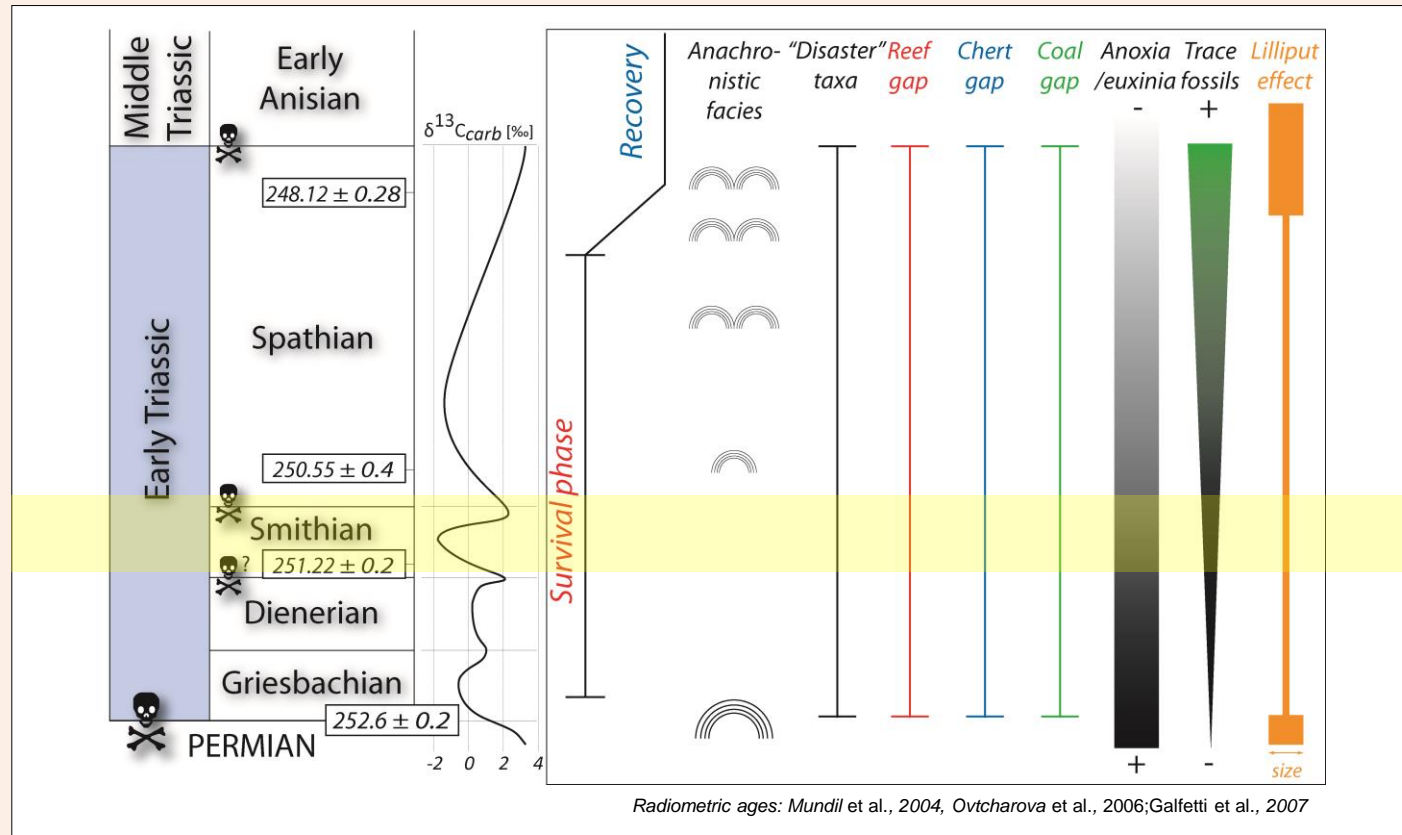 Middle
Triassic
Early Triassic
Early
Anisian
248.12 ± 0.28
Spathian
250.55 ± 0.4
Smithian
? 251.22 ± 0.2
Dienerian
Griesbachian
252.6 ± 0.2
PERMIAN
δ13Ccarb [‰]
-2 0 2 4
Recovery
Survival phase
Anachro-
nistic
facies
"Disaster"
taxa
Reef
gap
Chert
gap
Coal
gap
Anoxia
/euxinia
-
+
Trace
fossils
+
-
Lilliput
effect
size
Radiometric ages: Mundil et al., 2004, Ovtcharova et al., 2006;Galfetti et al., 2007